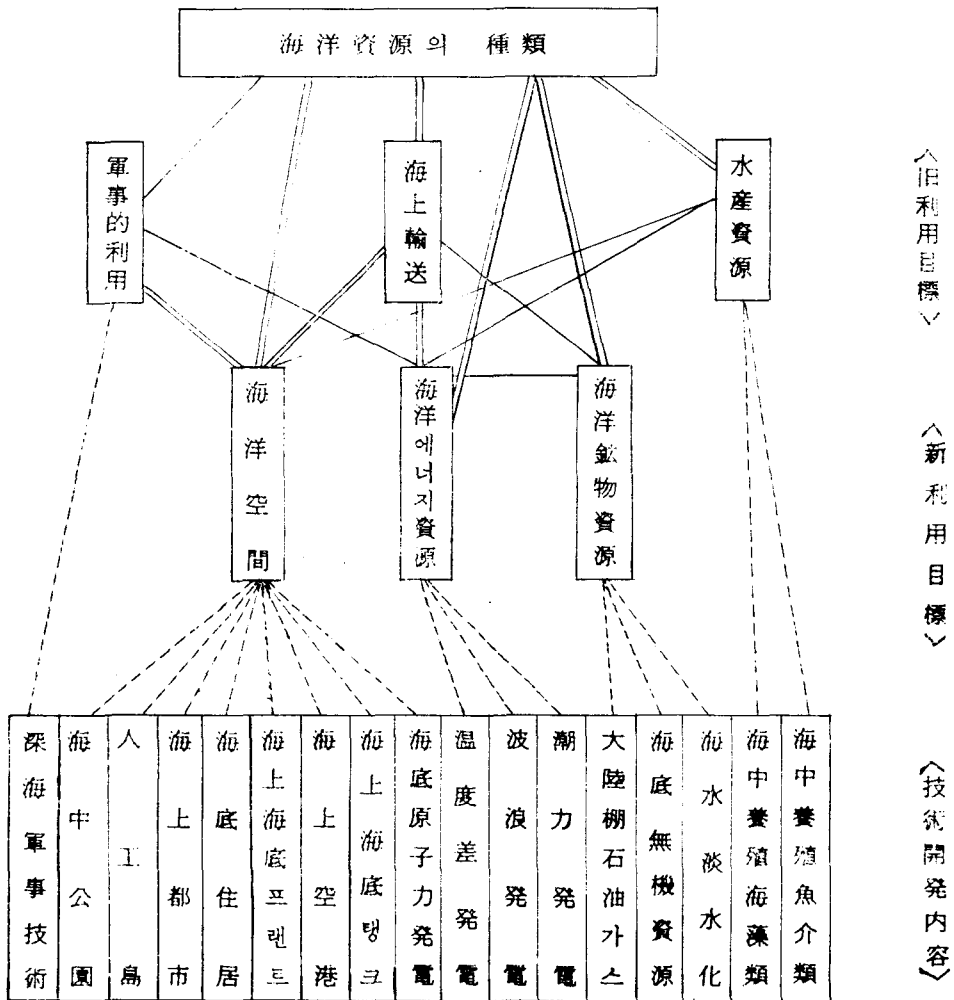 海洋資源의 種類
軍事的利用
海上輸送
水産資源
〈旧利用目標〉
海洋空間
海洋에너지資源
海洋鉱物資源
〈新利用目標〉
深海軍事技術
海中公園
人工島
海上都市
海底住居
海上海底프랜트
海上空港
海上海底탱크
海底原子力発電
温度差発電
波浪発電
潮力発電
大陸棚石油가스
海底無機資源
海水淡水化
海中養殖海藻類
海中養殖魚介類
〈技術開発内容〉